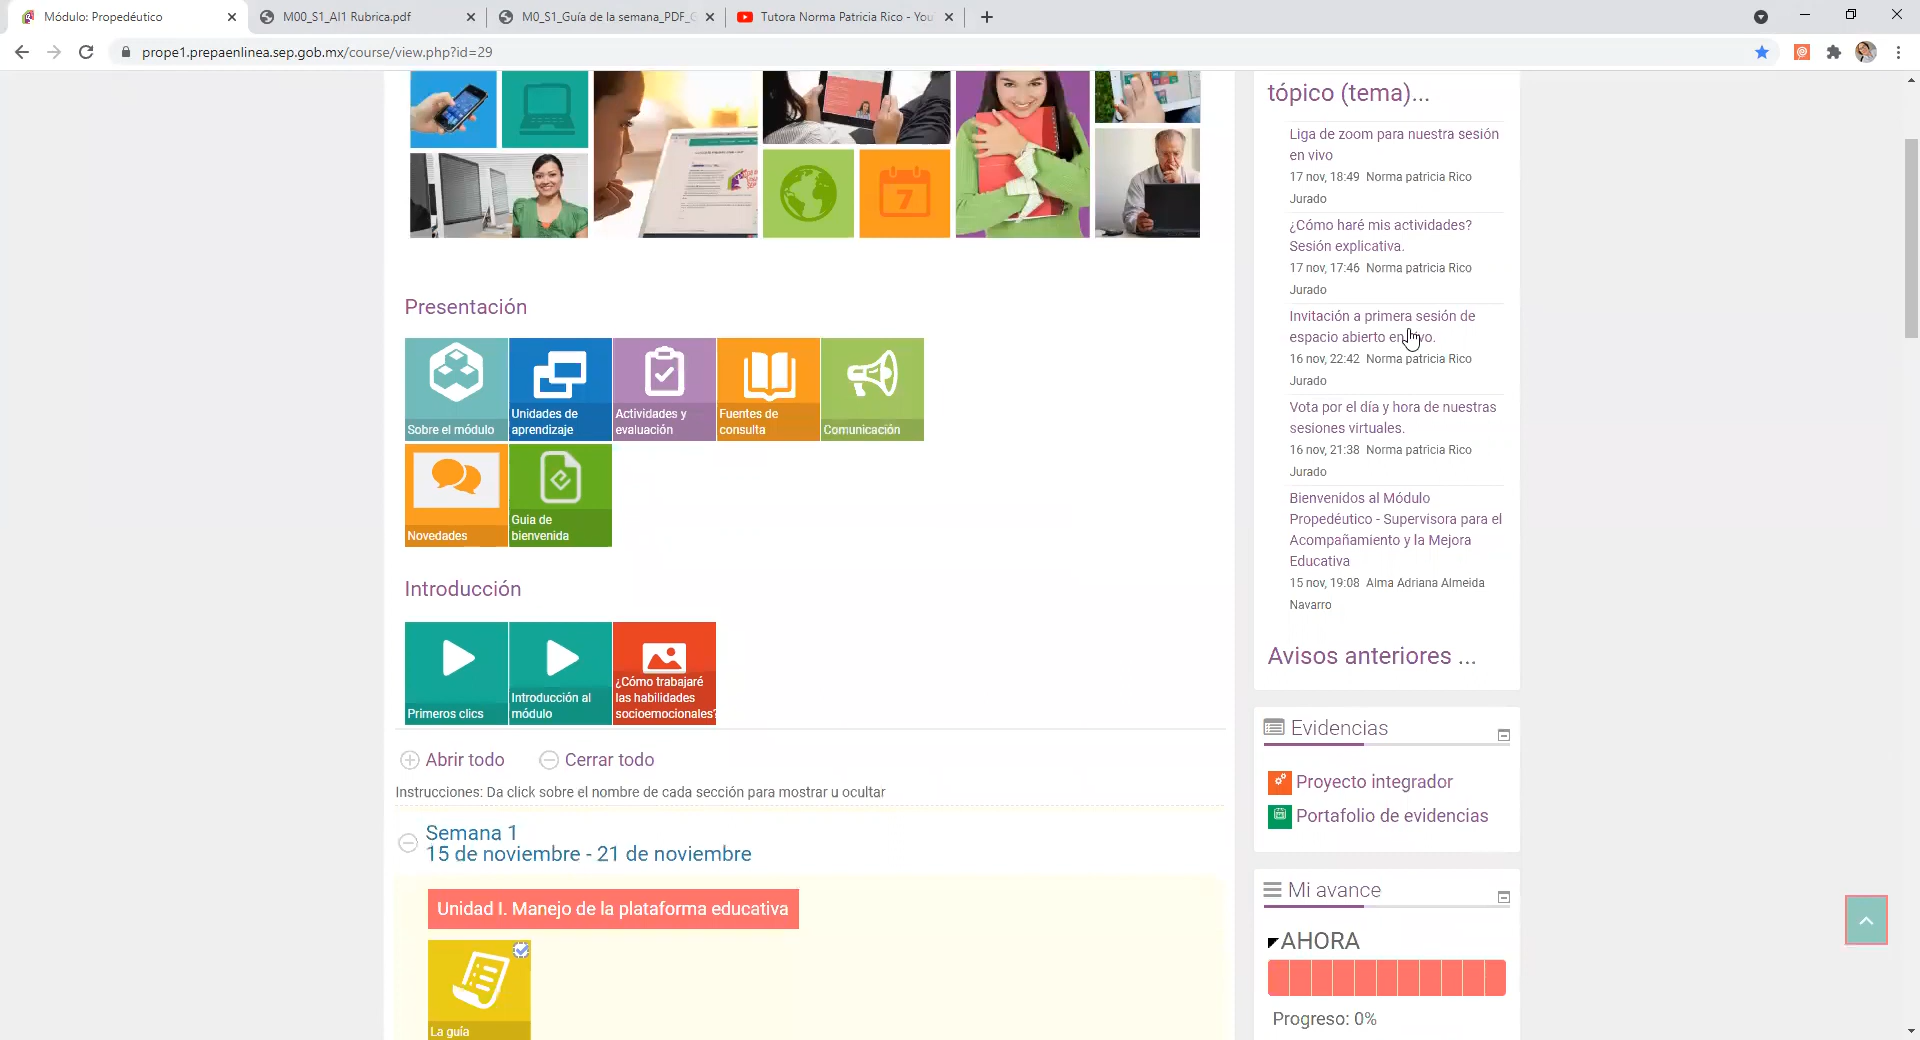 Módulo: Propedéutico
M00_S1_AI1 Rubrica.pdf
M0_S1_Guía de la semana_PDF_G
Tutora Norma Patricia Rico - You
prope1.prepaenlinea.sep.gob.mx/course/view.php?id=29
7
Presentación
Sobre el módulo
Unidades de
aprendizaje
Actividades y
evaluación
Fuentes de
consulta
Comunicación
Novedades
Guia de
bienvenida
Introducción
Primeros clics
Introducción al
módulo
¿Cómo trabajaré
las habilidades
socioemocionales?
Abrir todo
Cerrar todo
Instrucciones: Da click sobre el nombre de cada sección para mostrar u ocultar
Semana 1
15 de noviembre - 21 de noviembre
Unidad I. Manejo de la plataforma educativa
La guía
tópico (tema)...
Liga de zoom para nuestra sesión
en vivo
17 nov, 18:49 Norma patricia Rico
Jurado
¿Cómo haré mis actividades?
Sesión explicativa.
17 nov, 17:46 Norma patricia Rico
Jurado
Invitación a primera sesión de
espacio abierto en vivo.
16 nov, 22:42 Norma patricia Rico
Jurado
Vota por el día y hora de nuestras
sesiones virtuales.
16 nov, 21:38 Norma patricia Rico
Jurado
Bienvenidos al Módulo
Propedéutico - Supervisora para el
Acompañamiento y la Mejora
Educativa
15 nov, 19:08 Alma Adriana Almeida
Navarro
Avisos anteriores ...
Evidencias
Proyecto integrador
Portafolio de evidencias
Mi avance
AHORA
Progreso: 0%